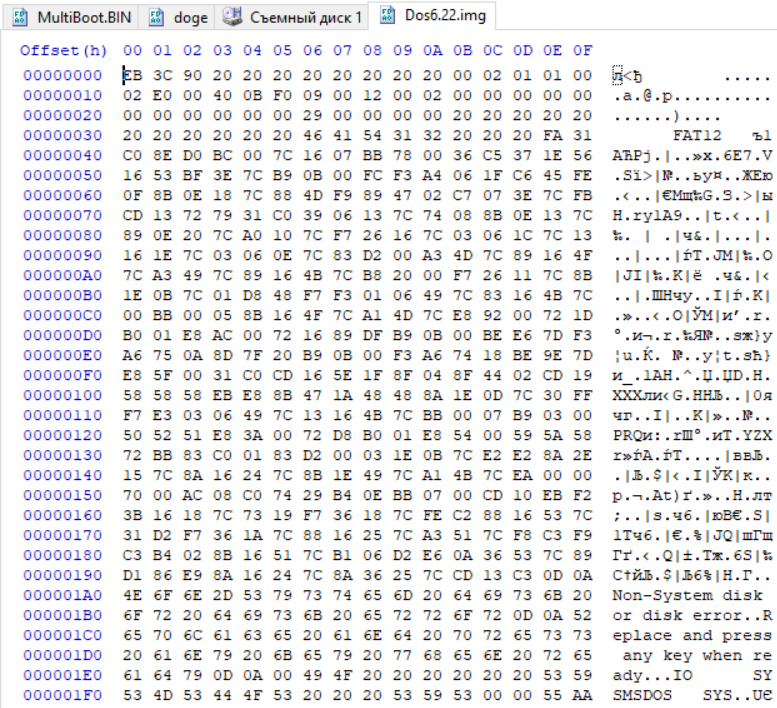 MultiBoot.BIN doge Съемный диск 1 Dos6.22.img
Offset(h) 00 01 02 03 04 05 06 07 08 09 0A 0B 0C 0D 0E 0F
00000000 EB 3C 90 20 20 20 20 20 20 20 20 00 02 01 01 00 л<ђ        .....
00000010 02 E0 00 40 0B F0 09 00 12 00 02 00 00 00 00 00 .а.@.р..........
00000020 00 00 00 00 00 00 29 00 00 00 00 20 20 20 20 20 ......)....
00000030 20 20 20 20 20 20 46 41 54 31 32 20 20 20 FA 31       FAT12   ъ1
00000040 C0 8E D0 BC 00 7C 16 07 BB 78 00 36 C5 37 1E 56 АЋРј.|..»x.6Е7.V
00000050 16 53 BF 3E 7C B9 0B 00 FC F3 A4 06 1F C6 45 FE .Sї>|№..ьу¤..ЖEю
00000060 0F 8B 0E 18 7C 88 4D F9 89 47 02 C7 07 3E 7C FB .‹..|€Mщ‰G.З.>|ы
00000070 CD 13 72 79 31 C0 39 06 13 7C 74 08 8B 0E 13 7C Н.ry1А9..|t.‹..|
00000080 89 0E 20 7C A0 10 7C F7 26 16 7C 03 06 1C 7C 13 ‰. | .|ч&.|...|.
00000090 16 1E 7C 03 06 0E 7C 83 D2 00 A3 4D 7C 89 16 4F ..|...|ѓТ.ЈM|‰.O
000000A0 7C A3 49 7C 89 16 4B 7C B8 20 00 F7 26 11 7C 8B |ЈI|‰.K|ё .ч&.|‹
000000B0 1E 0B 7C 01 D8 48 F7 F3 01 06 49 7C 83 16 4B 7C ..|.ШHчу..I|ѓ.K|
000000C0 00 BB 00 05 8B 16 4F 7C A1 4D 7C E8 92 00 72 1D .»..‹.O|ЎM|и’.r.
000000D0 B0 01 E8 AC 00 72 16 89 DF B9 0B 00 BE E6 7D F3 °.и¬.r.‰Я№..ѕж}у
000000E0 A6 75 0A 8D 7F 20 B9 0B 00 F3 A6 74 18 BE 9E 7D ¦u.Ќ. №..у¦t.ѕћ}
000000F0 E8 5F 00 31 C0 CD 16 5E 1F 8F 04 8F 44 02 CD 19 и_.1АН.^.Џ.ЏD.Н.
00000100 58 58 58 EB E8 8B 47 1A 48 48 8A 1E 0D 7C 30 FF XXXли‹G.HHЉ..|0я
00000110 F7 E3 03 06 49 7C 13 16 4B 7C BB 00 07 B9 03 00 чг..I|..K|»..№..
00000120 50 52 51 E8 3A 00 72 D8 B0 01 E8 54 00 59 5A 58 PRQи:.rШ°.иT.YZX
00000130 72 BB 83 C0 01 83 D2 00 03 1E 0B 7C E2 E2 8A 2E r»ѓА.ѓТ....|ввЉ.
00000140 15 7C 8A 16 24 7C 8B 1E 49 7C A1 4B 7C EA 00 00 .|Љ.$|‹.I|ЎK|к..
00000150 70 00 AC 08 C0 74 29 B4 0E BB 07 00 CD 10 EB F2 p.¬.Аt)ґ.»..Н.лт
00000160 3B 16 18 7C 73 19 F7 36 18 7C FE C2 88 16 53 7C ;..|s.ч6.|юВ€.S|
00000170 31 D2 F7 36 1A 7C 88 16 25 7C A3 51 7C F8 C3 F9 1Тч6.|€.%|ЈQ|шГщ
00000180 C3 B4 02 8B 16 51 7C B1 06 D2 E6 0A 36 53 7C 89 Гґ.‹.Q|±.Тж.6S|‰
00000190 D1 86 E9 8A 16 24 7C 8A 36 25 7C CD 13 C3 0D 0A С†йЉ.$|Љ6%|Н.Г..
000001A0 4E 6F 6E 2D 53 79 73 74 65 6D 20 64 69 73 6B 20 Non-System disk
000001B0 6F 72 20 64 69 73 6B 20 65 72 72 6F 72 0D 0A 52 or disk error..R
000001C0 65 70 6C 61 63 65 20 61 6E 64 20 70 72 65 73 73 eplace and press
000001D0 20 61 6E 79 20 6B 65 79 20 77 68 65 6E 20 72 65  any key when re
000001E0 61 64 79 0D 0A 00 49 4F 20 20 20 20 20 20 53 59 ady...IO      SY
000001F0 53 4D 53 44 4F 53 20 20 20 53 59 53 00 00 55 AA SMSDOS   SYS..UЄ